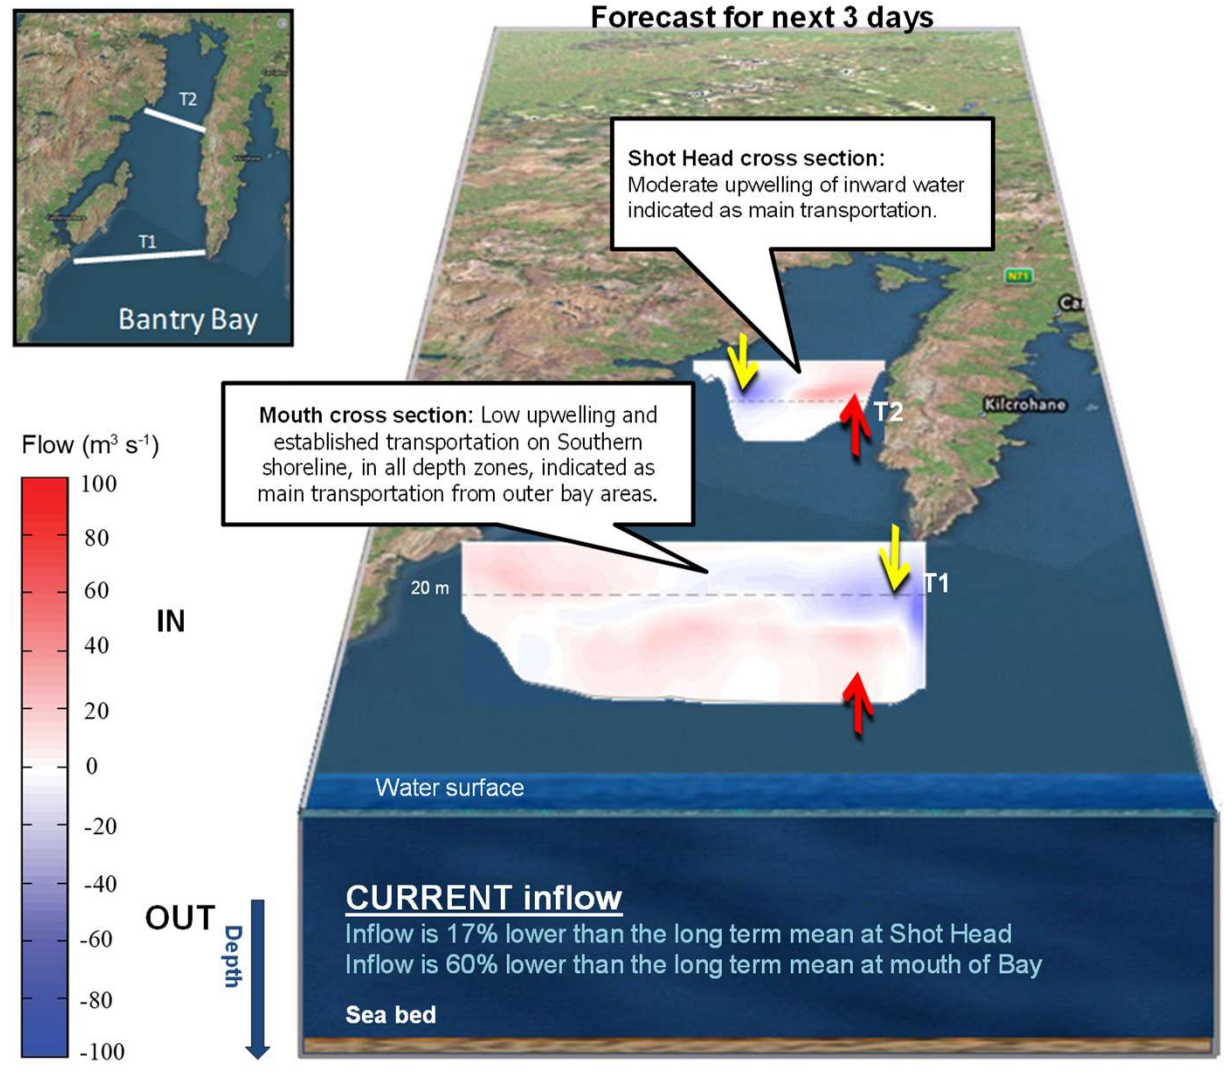 Forecast for next 3 days
T2
T1
Bantry Bay
Shot Head cross section:
Moderate upwelling of inward water
indicated as main transportation.
N71
Kilcrohane
T2
Mouth cross section: Low upwelling and
established transportation on Southern
shoreline, in all depth zones, indicated as
main transportation from outer bay areas.
Flow (m³ s⁻¹)
100
80
60
40
20
0
-20
-40
-60
-80
-100
IN
OUT
Depth
20 m
T1
Water surface
CURRENT inflow
Inflow is 17% lower than the long term mean at Shot Head
Inflow is 60% lower than the long term mean at mouth of Bay
Sea bed